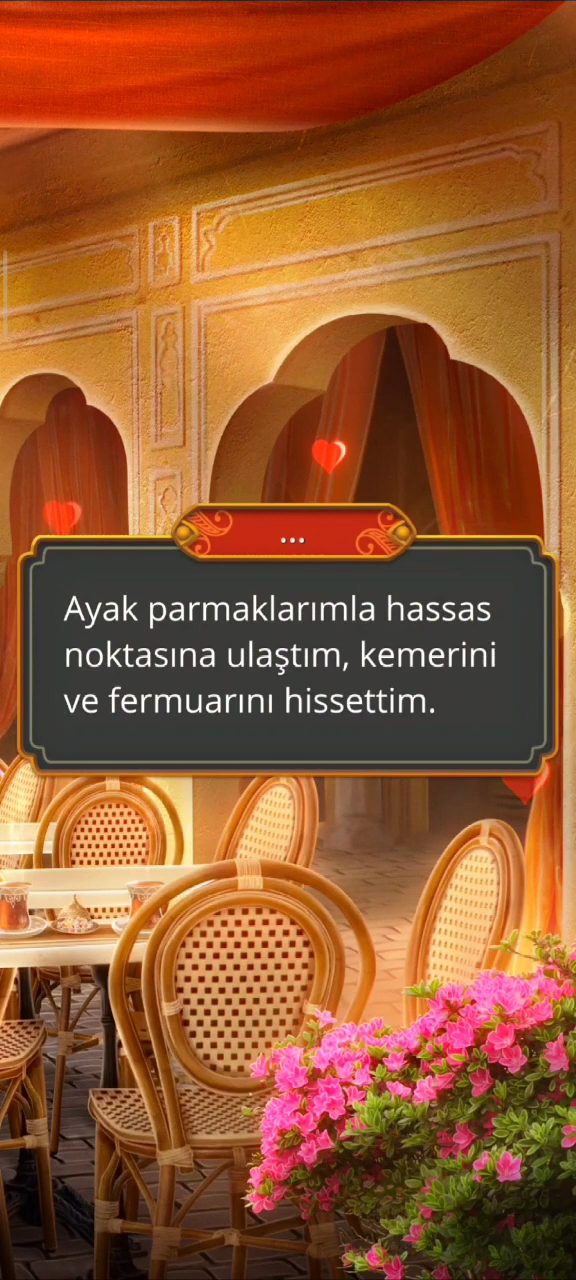 ...
Ayak parmaklarımla hassas
noktasına ulaştım, kemerini
ve fermuarını hissettim.